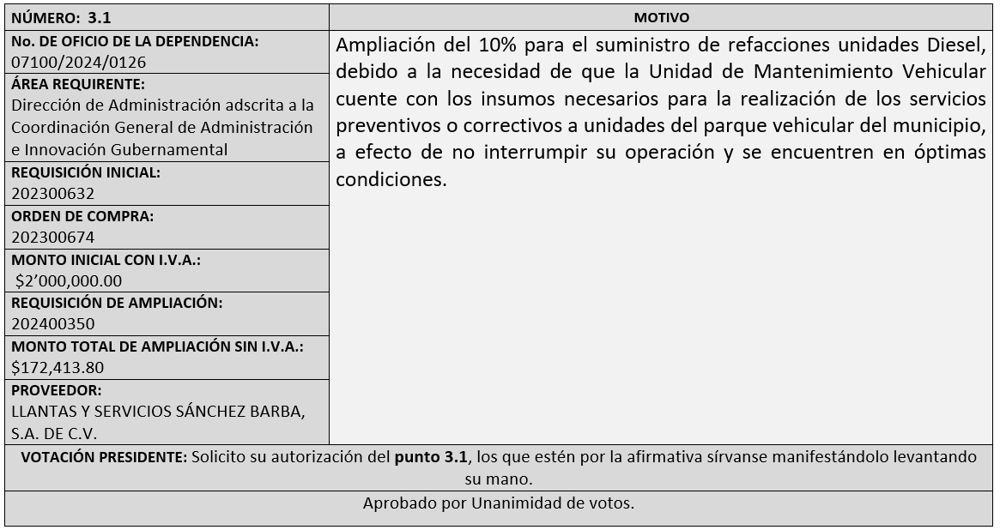 NÚMERO: 3.1
MOTIVO
No. DE OFICIO DE LA DEPENDENCIA:
07100/2024/0126
ÁREA REQUIRENTE:
Dirección de Administración adscrita a la
Coordinación General de Administración
e Innovación Gubernamental
REQUISICIÓN INICIAL:
202300632
ORDEN DE COMPRA:
202300674
MONTO INICIAL CON I.V.A.:
$2’000,000.00
REQUISICIÓN DE AMPLIACIÓN:
202400350
MONTO TOTAL DE AMPLIACIÓN SIN I.V.A.:
$172,413.80
PROVEEDOR:
LLANTAS Y SERVICIOS SÁNCHEZ BARBA,
S.A. DE C.V.
Ampliación del 10% para el suministro de refacciones unidades Diesel,
debido a la necesidad de que la Unidad de Mantenimiento Vehicular
cuente con los insumos necesarios para la realización de los servicios
preventivos o correctivos a unidades del parque vehicular del municipio,
a efecto de no interrumpir su operación y se encuentren en óptimas
condiciones.
VOTACIÓN PRESIDENTE: Solicito su autorización del punto 3.1, los que estén por la afirmativa sírvanse manifestándolo levantando
su mano.
Aprobado por Unanimidad de votos.